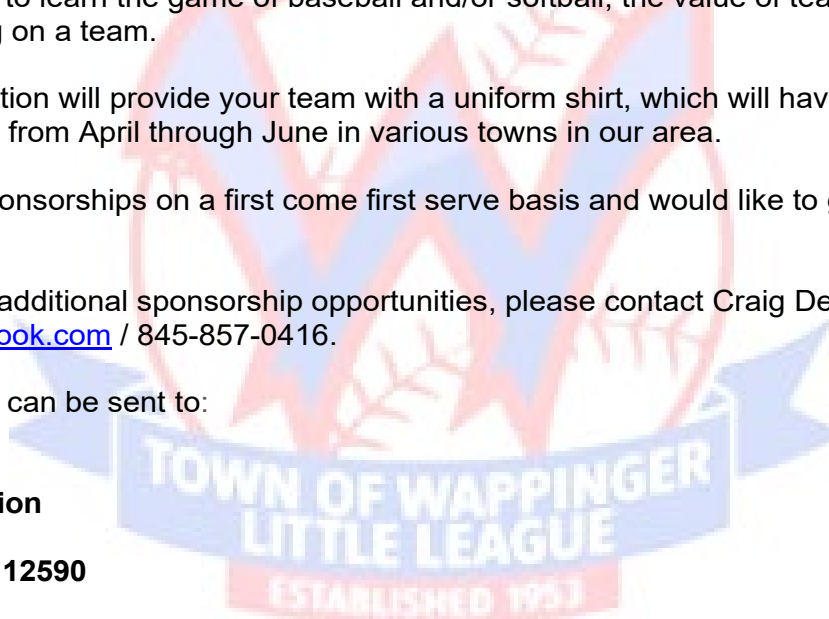 to learn the game of baseball and/or softball, the value of
on a team.
tion will provide your team with a uniform shirt, which will hav
from April through June in various towns in our area.
onsorships on a first come first serve basis and would like to
additional sponsorship opportunities, please contact Craig De
ook.com / 845-857-0416.
can be sent to:
TOWN OF WAPPINGER
LITTLE LEAGUE
ion
12590
ESTABLISHED 1953